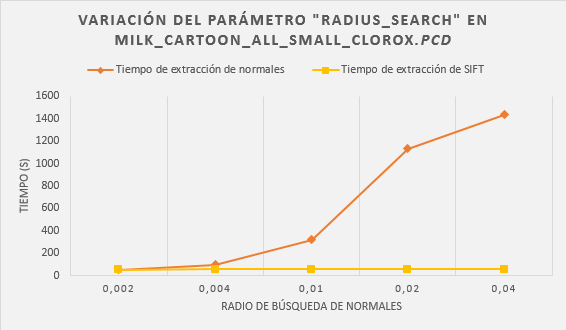 VARIACIÓN DEL PARÁMETRO "RADIUS_SEARCH" EN
MILK_CARTOON_ALL_SMALL_CLOROX.PCD
Tiempo de extracción de normales
Tiempo de extracción de SIFT
1600
1400
1200
1000
800
600
400
200
0
TIEMPO (S)
0,002
0,004
0,01
0,02
0,04
RADIO DE BÚSQUEDA DE NORMALES